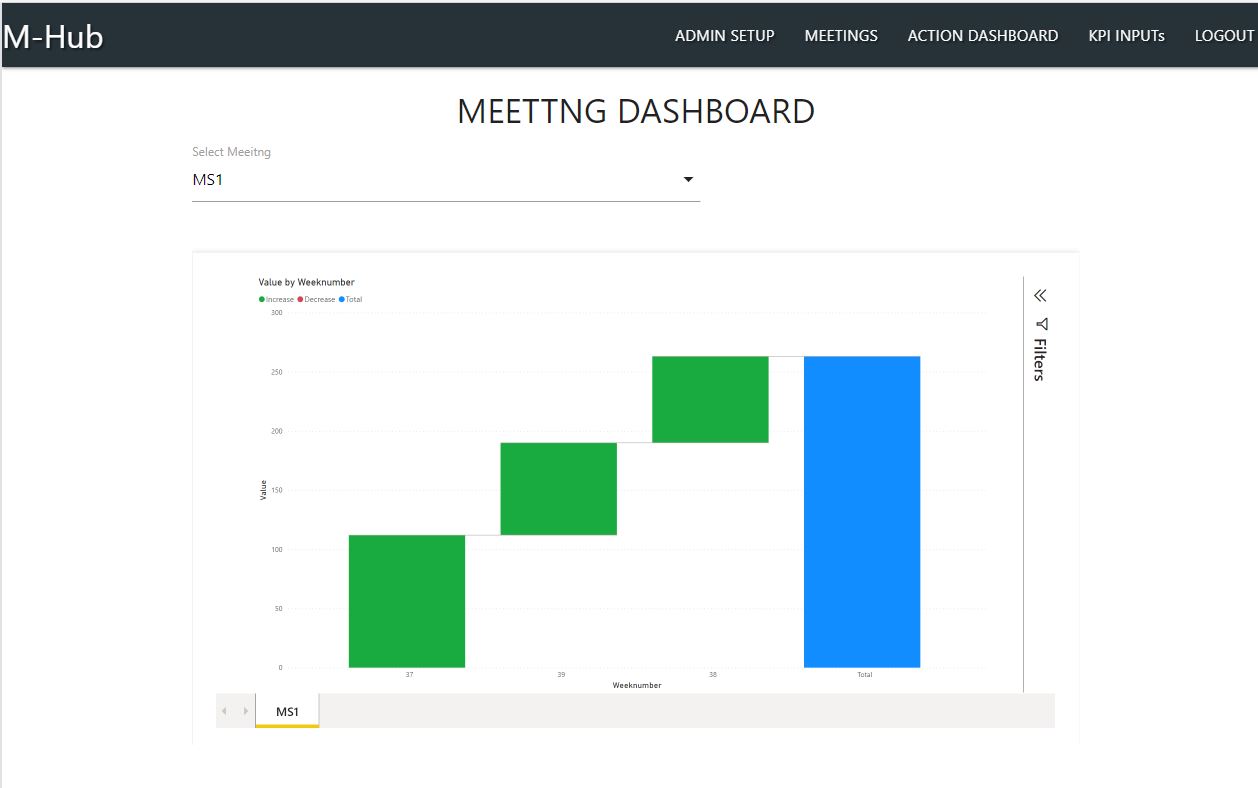 M-Hub
ADMIN SETUP MEETINGS ACTION DASHBOARD KPI INPUTs LOGOUT
MEETTNG DASHBOARD
Select Meeitng
MS1
Value by Weeknumber
Increase Decrease Total
300
250
200
150
100
50
0
Value
37 39 38 Total
Weeknumber
Filters
MS1